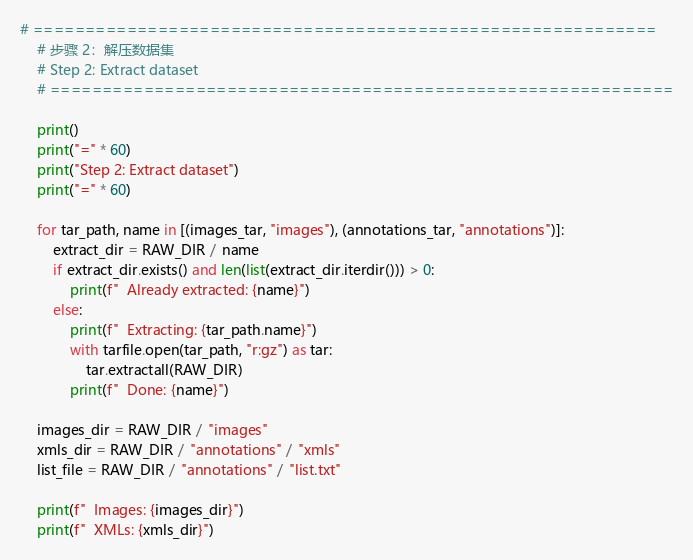 # ============================================================
    # 步骤 2：解压数据集
    # Step 2: Extract dataset
    # ============================================================

    print()
    print("=" * 60)
    print("Step 2: Extract dataset")
    print("=" * 60)

    for tar_path, name in [(images_tar, "images"), (annotations_tar, "annotations")]:
        extract_dir = RAW_DIR / name
        if extract_dir.exists() and len(list(extract_dir.iterdir())) > 0:
            print(f"  Already extracted: {name}")
        else:
            print(f"  Extracting: {tar_path.name}")
            with tarfile.open(tar_path, "r:gz") as tar:
                tar.extractall(RAW_DIR)
            print(f"  Done: {name}")

    images_dir = RAW_DIR / "images"
    xmls_dir = RAW_DIR / "annotations" / "xmls"
    list_file = RAW_DIR / "annotations" / "list.txt"

    print(f"  Images: {images_dir}")
    print(f"  XMLs: {xmls_dir}")